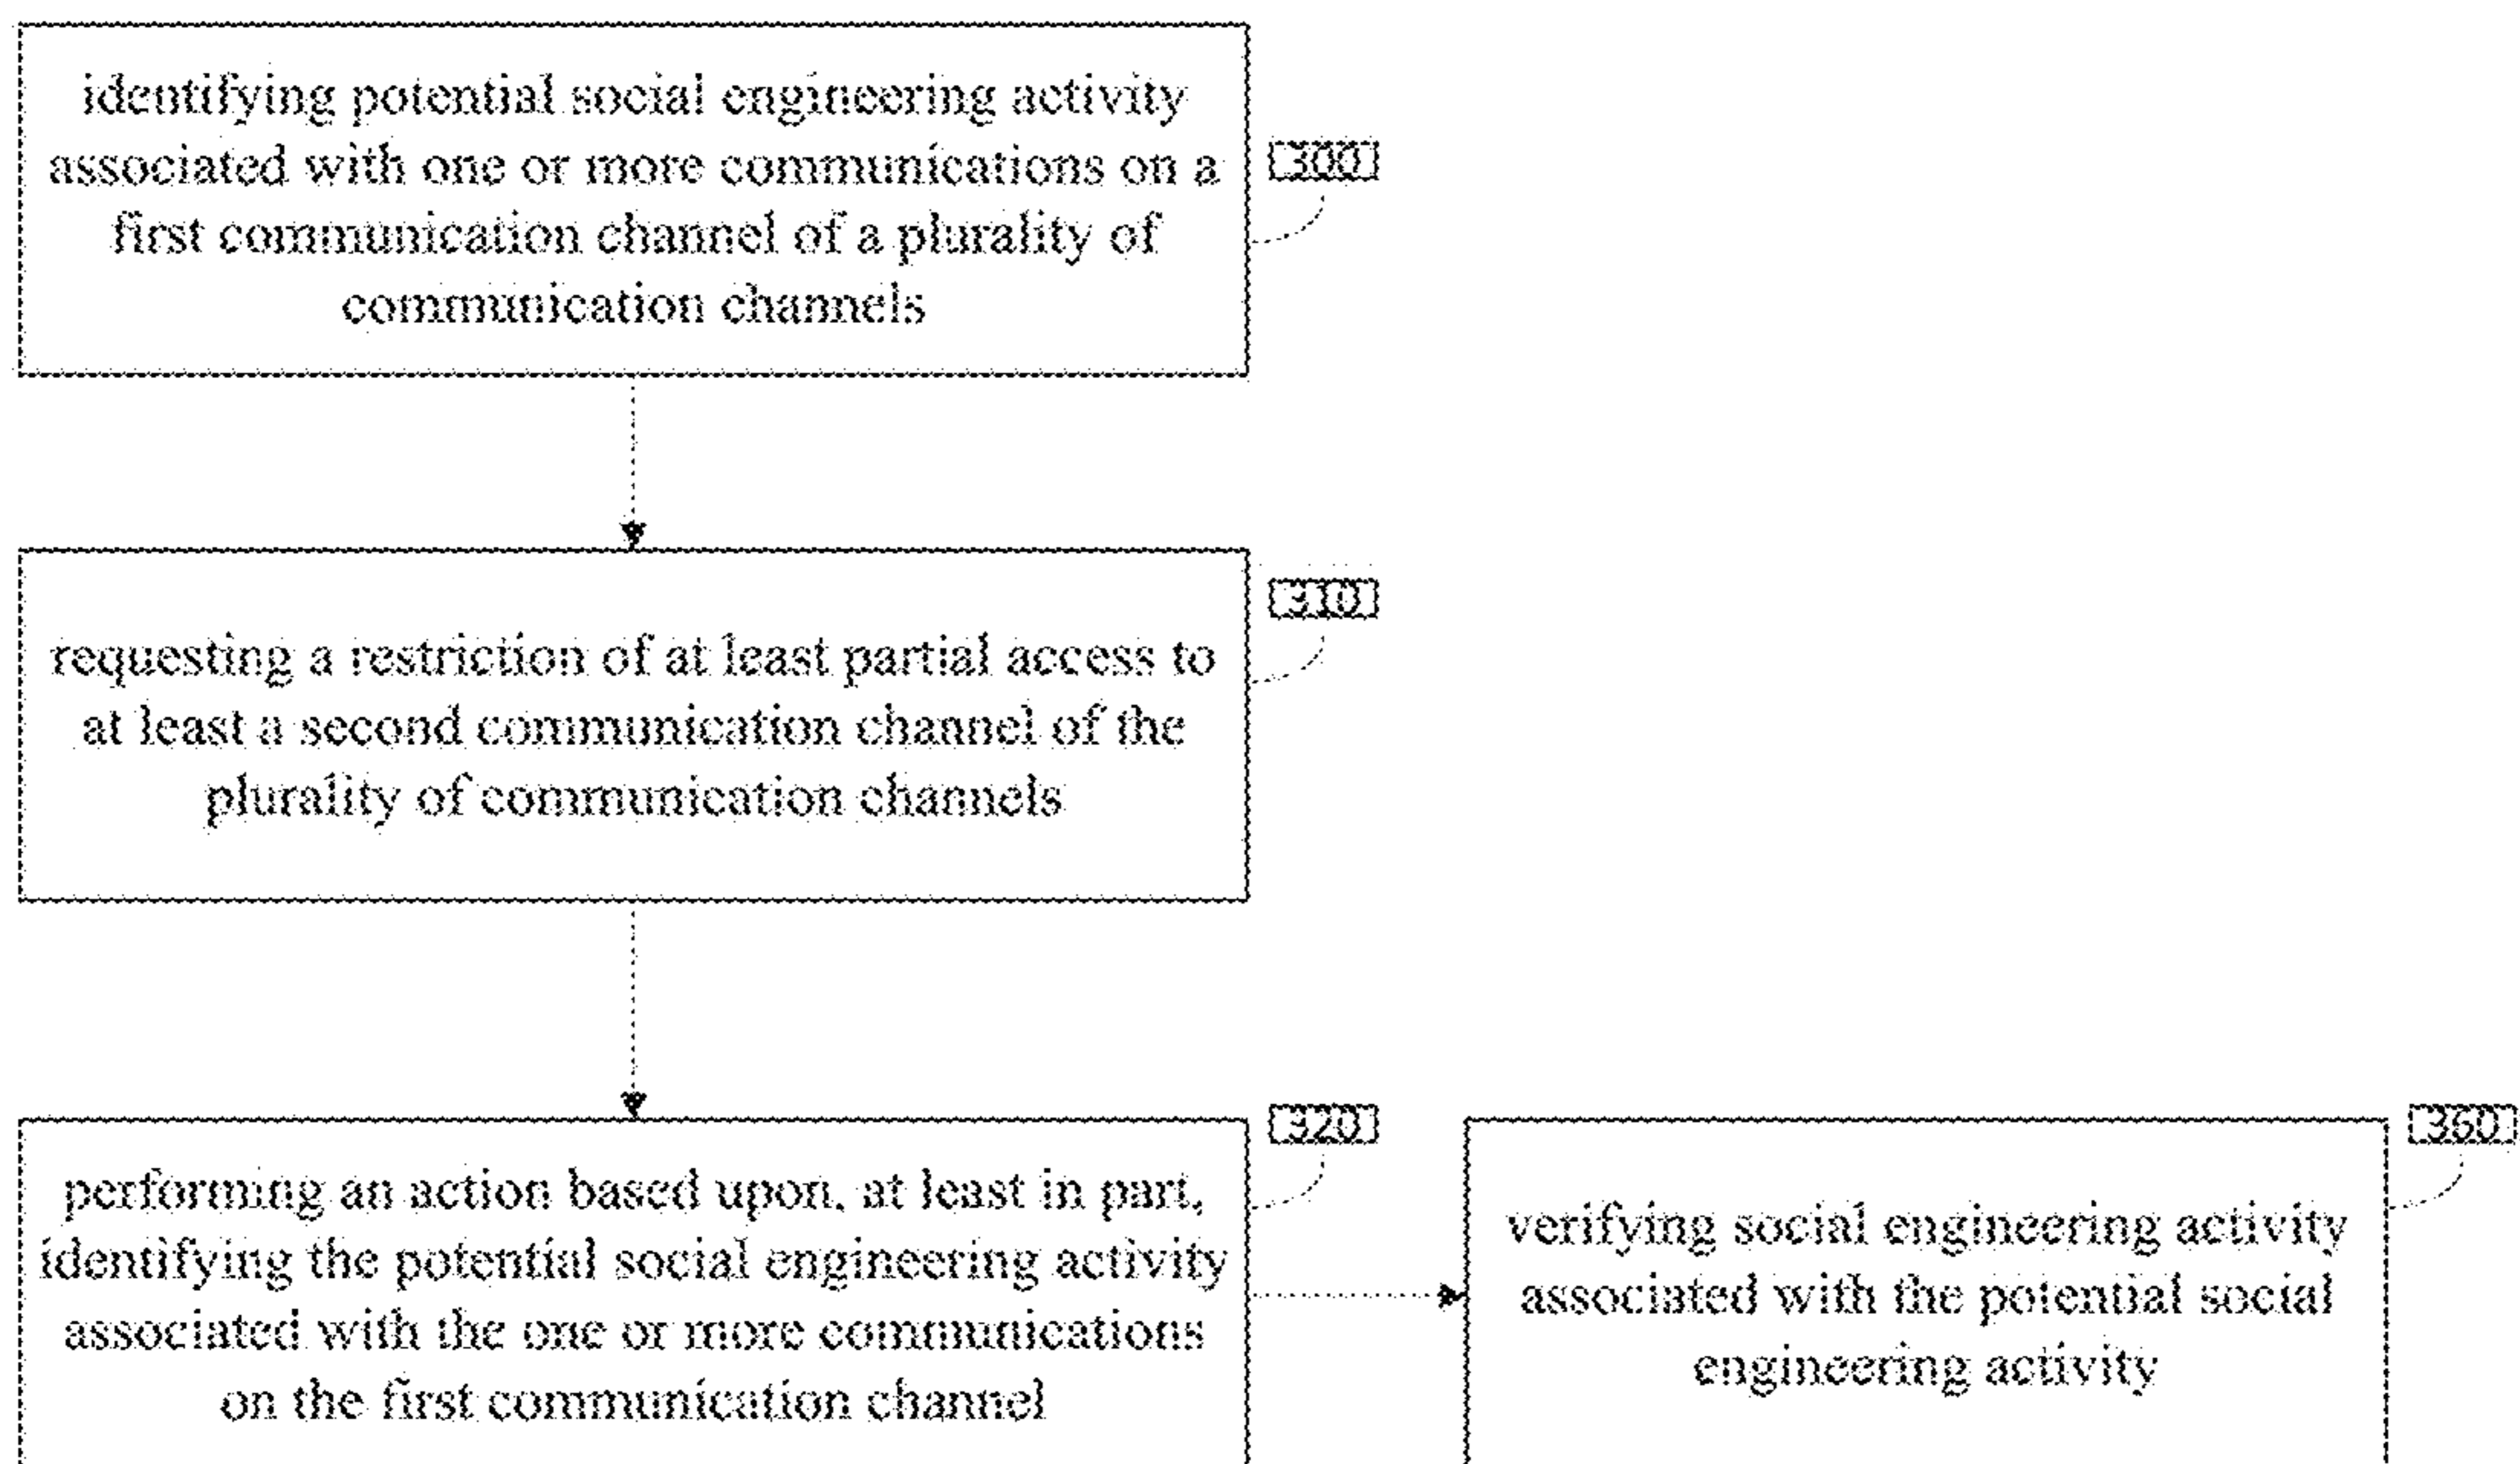 identifying potential social engineering activity
associated with one or more communications on a
first communication channel of a plurality of
communication channels
300
requesting a restriction of at least partial access to
at least a second communication channel of the
plurality of communication channels
310
performing an action based upon, at least in part,
identifying the potential social engineering activity
associated with the one or more communications
on the first communication channel
320
verifying social engineering activity
associated with the potential social
engineering activity
360